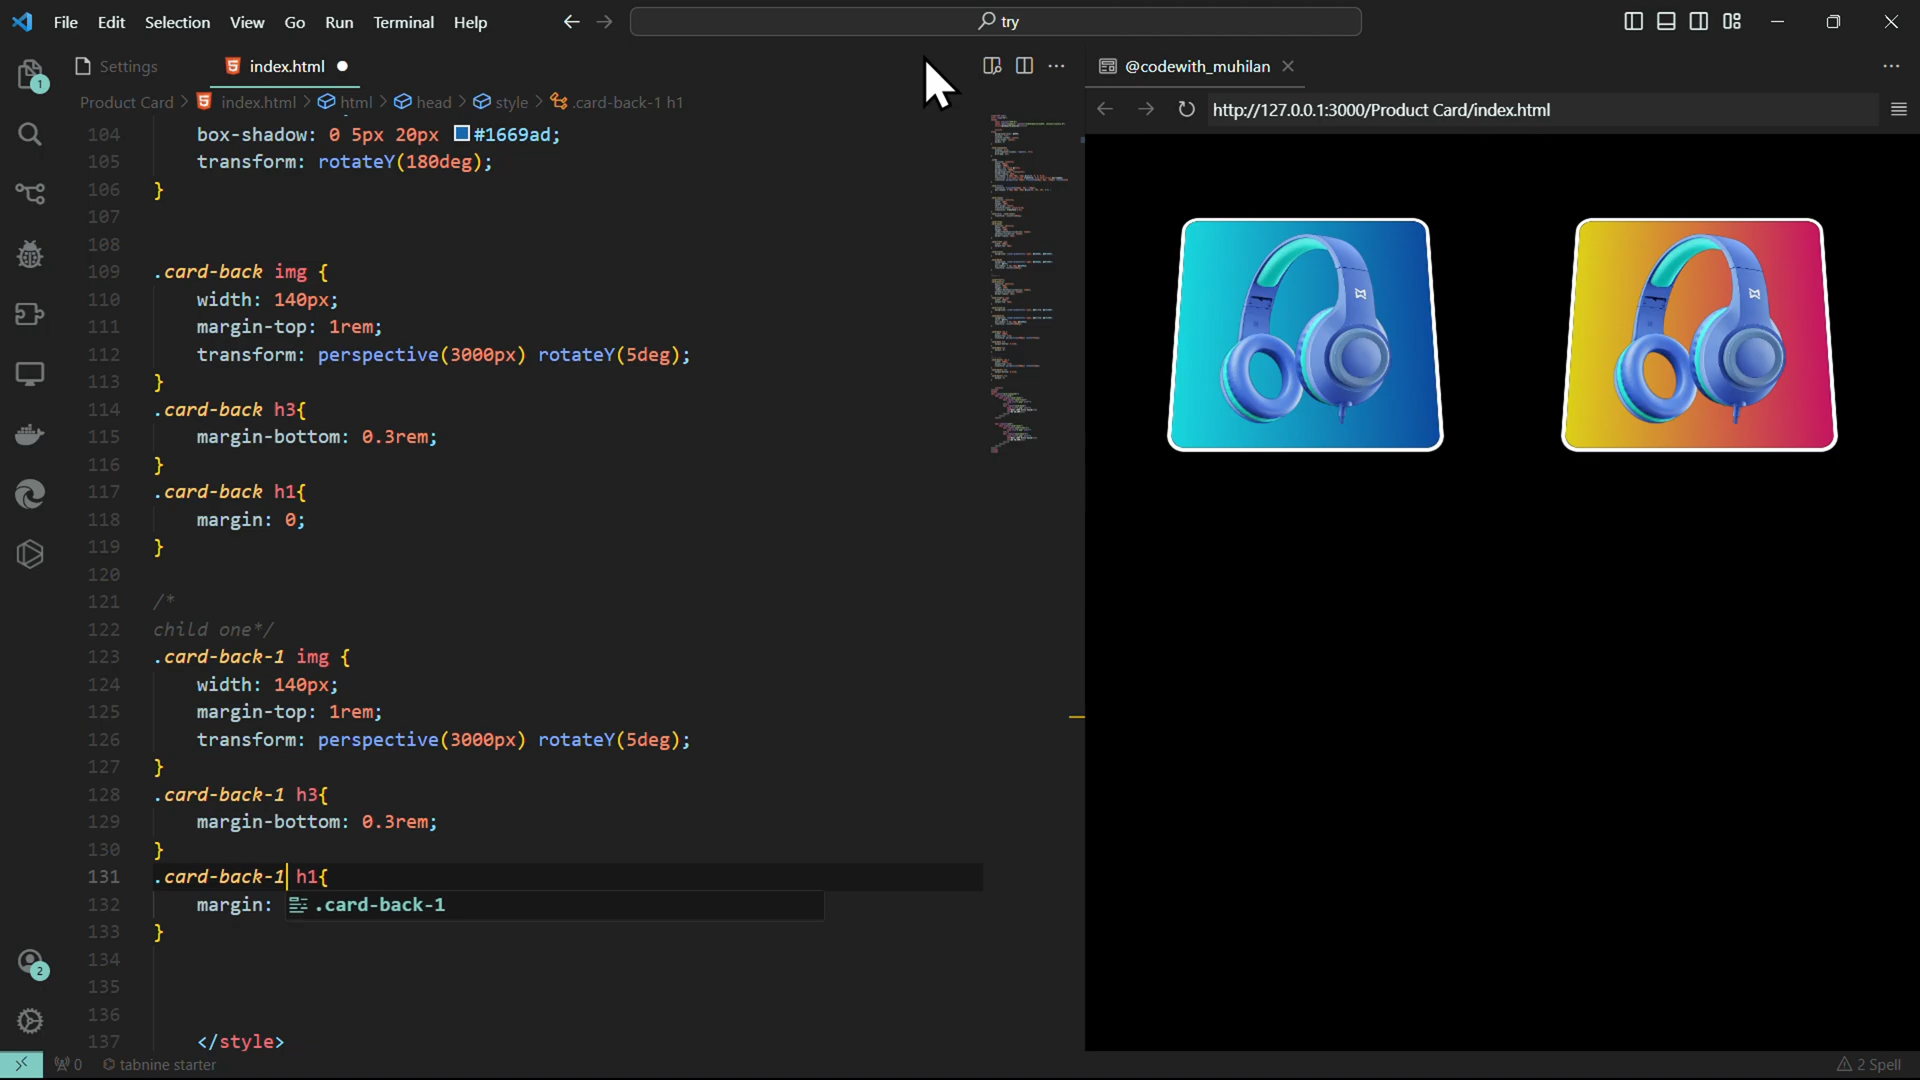 File Edit Selection View Go Run Terminal Help
try
Settings
index.html
@codewith_muhilan
Product Card > index.html > html > head > style > .card-back-1 h1
http://127.0.0.1:3000/Product Card/index.html
104 box-shadow: 0 5px 20px #1669ad;
105 transform: rotateY(180deg);
106 }
107
108
109 .card-back img {
110 width: 140px;
111 margin-top: 1rem;
112 transform: perspective(3000px) rotateY(5deg);
113 }
114 .card-back h3{
115 margin-bottom: 0.3rem;
116 }
117 .card-back h1{
118 margin: 0;
119 }
120
121 /*
122 child one*/
123 .card-back-1 img {
124 width: 140px;
125 margin-top: 1rem;
126 transform: perspective(3000px) rotateY(5deg);
127 }
128 .card-back-1 h3{
129 margin-bottom: 0.3rem;
130 }
131 .card-back-1 h1{
132 margin: .card-back-1
133 }
134
135
136
137 </style>
1
2
0
tabnine starter
2 Spell